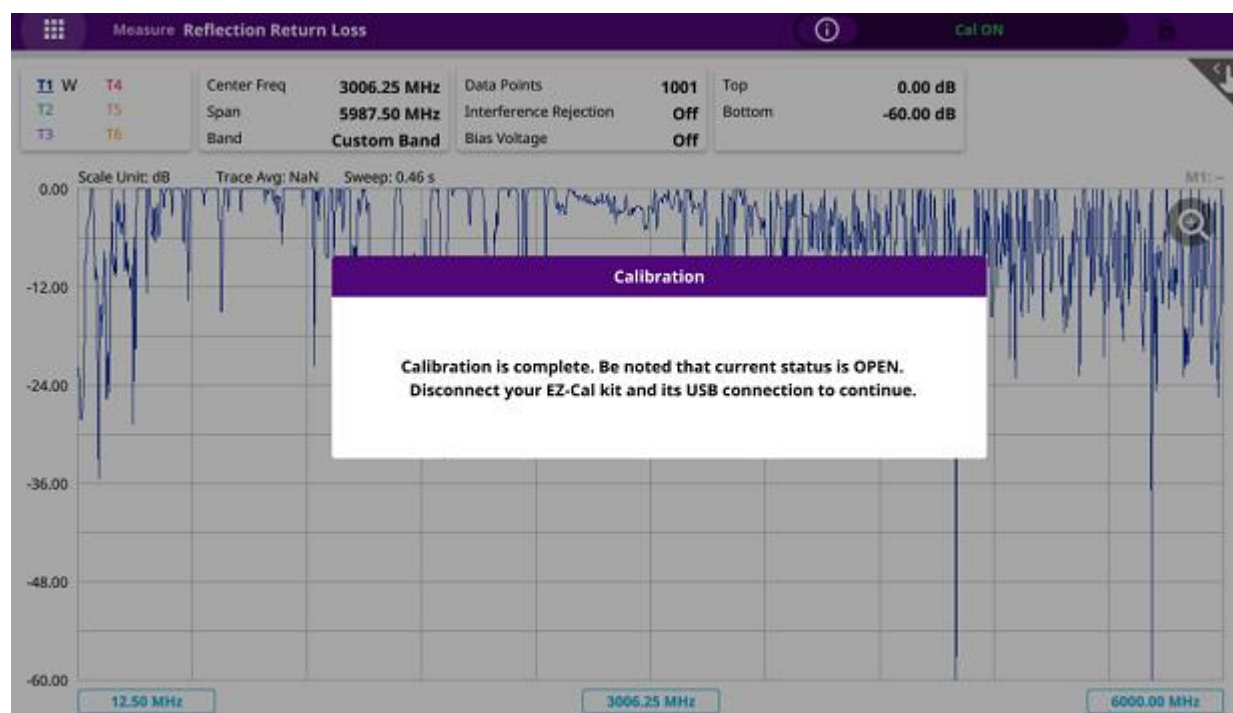 Measure Reflection Return Loss
Cal ON
T1 W T4
T2 T5
T3 T6
Center Freq 3006.25 MHz
Span 5987.50 MHz
Band Custom Band
Data Points 1001
Interference Rejection Off
Bias Voltage Off
Top 0.00 dB
Bottom -60.00 dB
Scale Unit: dB Trace Avg: NaN Sweep: 0.46 s M1: --
0.00
-12.00
-24.00
-36.00
-48.00
-60.00
Calibration
Calibration is complete. Be noted that current status is OPEN.
Disconnect your EZ-Cal kit and its USB connection to continue.
12.50 MHz 3006.25 MHz 6000.00 MHz